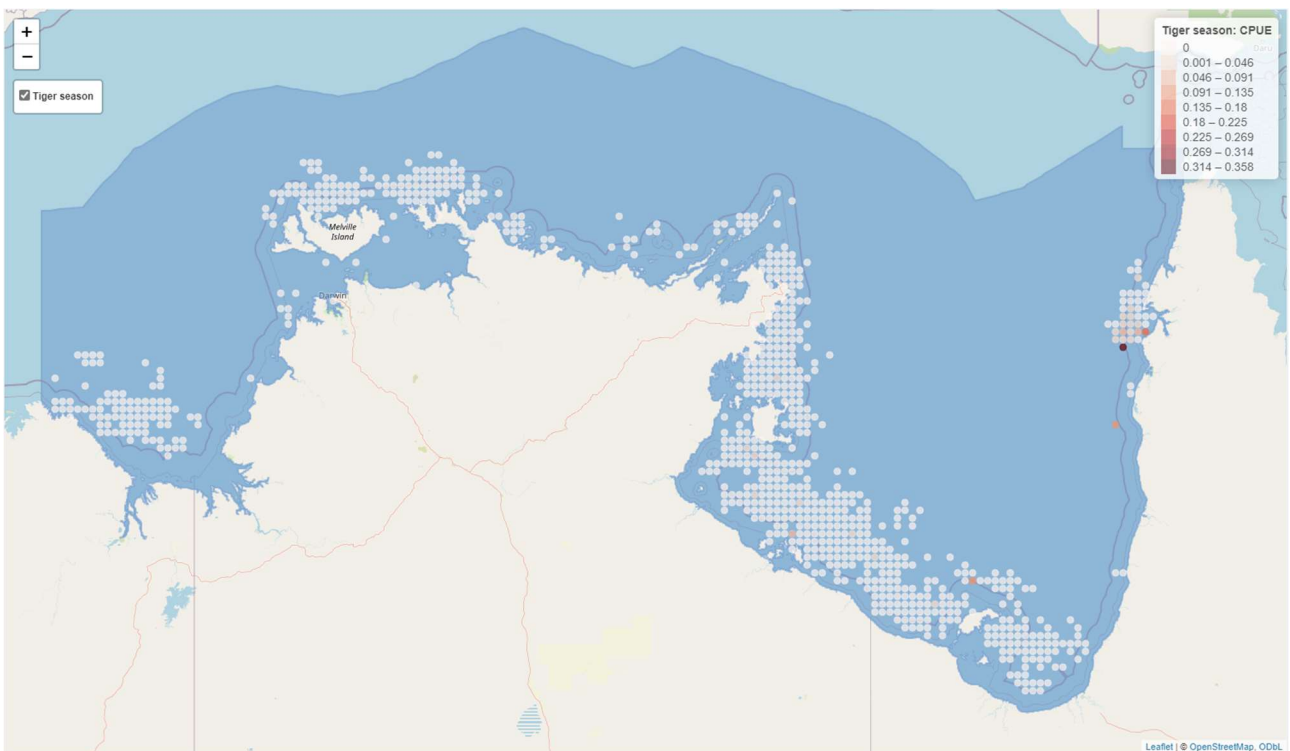 +
−
Tiger season
Tiger season: CPUE
0
0.001 – 0.046
0.046 – 0.091
0.091 – 0.135
0.135 – 0.18
0.18 – 0.225
0.225 – 0.269
0.269 – 0.314
0.314 – 0.358
Daru
Melville
Island
Darwin
Leaflet | © OpenStreetMap, ODbL